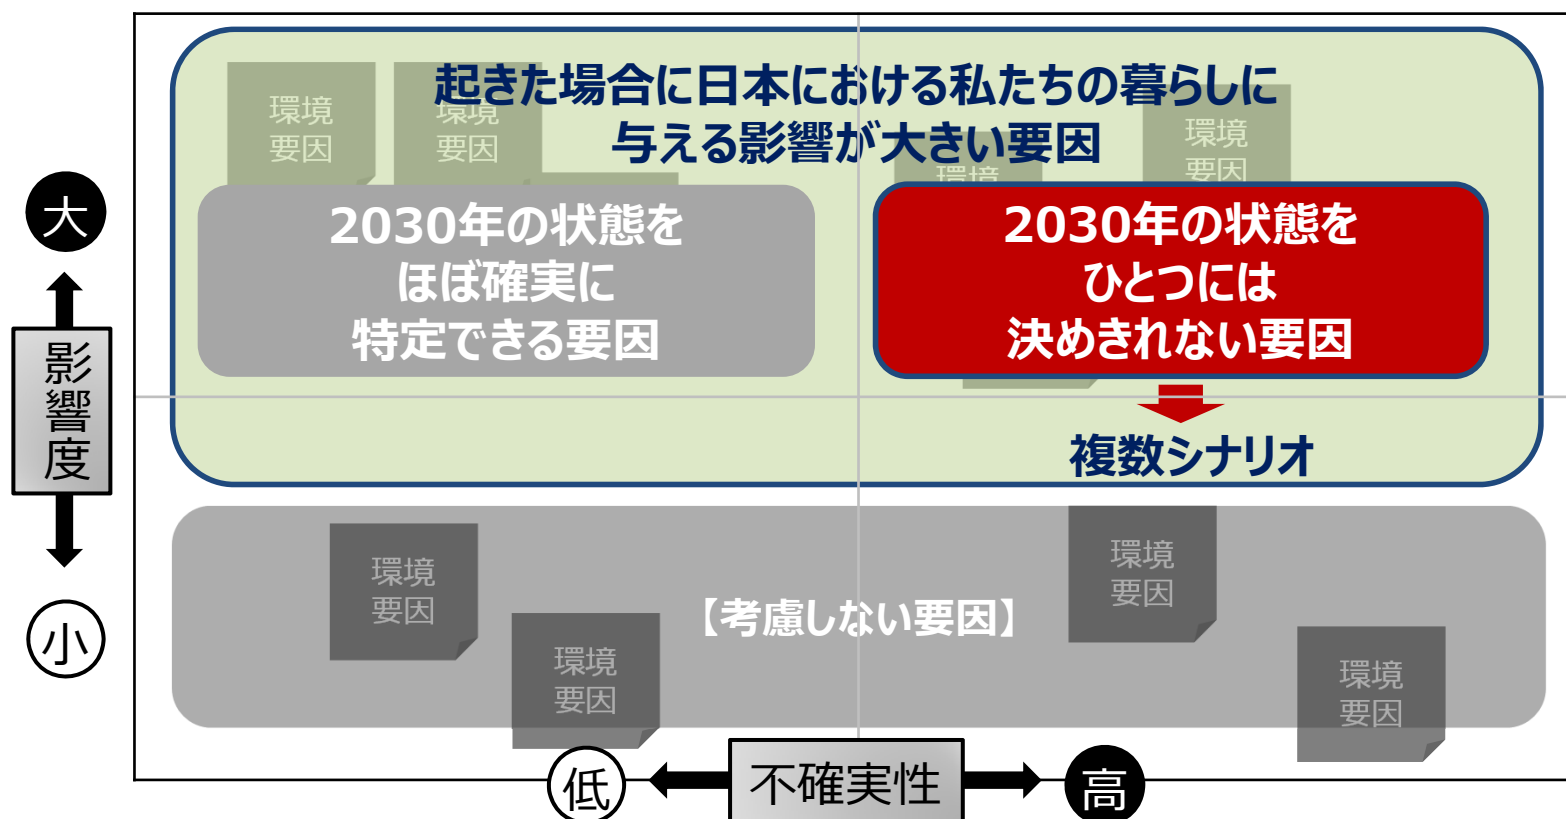 起きた場合に日本における私たちの暮らしに
与える影響が大きい要因
環境
要因
環境
要因
環境
環境
要因
2030年の状態を
ほぼ確実に
特定できる要因
2030年の状態を
ひとつには
決めきれない要因
複数シナリオ
大
影響度
小
環境
要因
環境
要因
【考慮しない要因】
環境
要因
環境
要因
低
不確実性
高